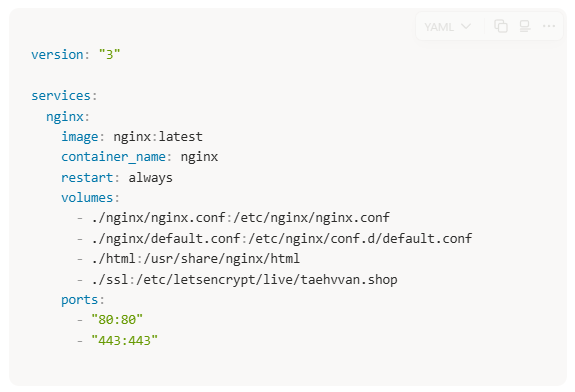 YAML
version: "3"
services:
nginx:
image: nginx:latest
container_name: nginx
restart: always
volumes:
- ./nginx/nginx.conf:/etc/nginx/nginx.conf
- ./nginx/default.conf:/etc/nginx/conf.d/default.conf
- ./html:/usr/share/nginx/html
- ./ssl:/etc/letsencrypt/live/taehvvan.shop
ports:
- "80:80"
- "443:443"